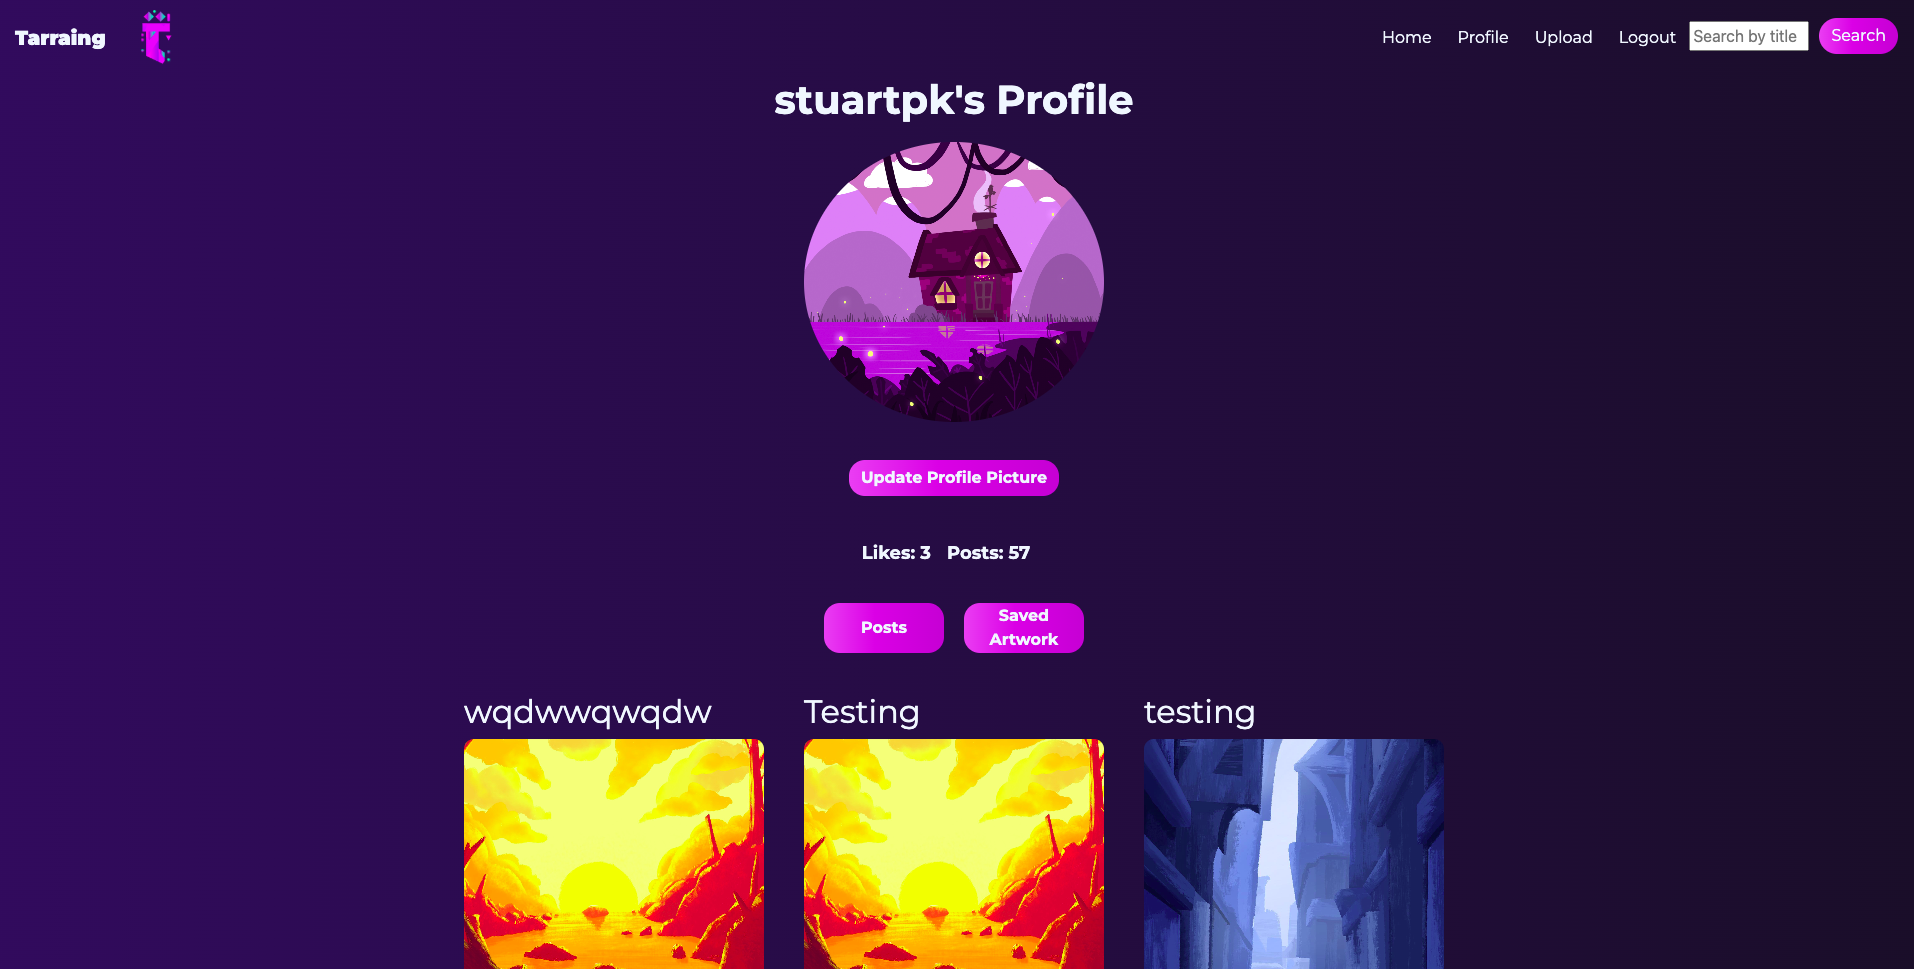 Tarraing
Home Profile Upload Logout Search by title Search
stuartpk's Profile
Update Profile Picture
Likes: 3 Posts: 57
Posts
Saved
Artwork
wqdwwqwqdw Testing testing